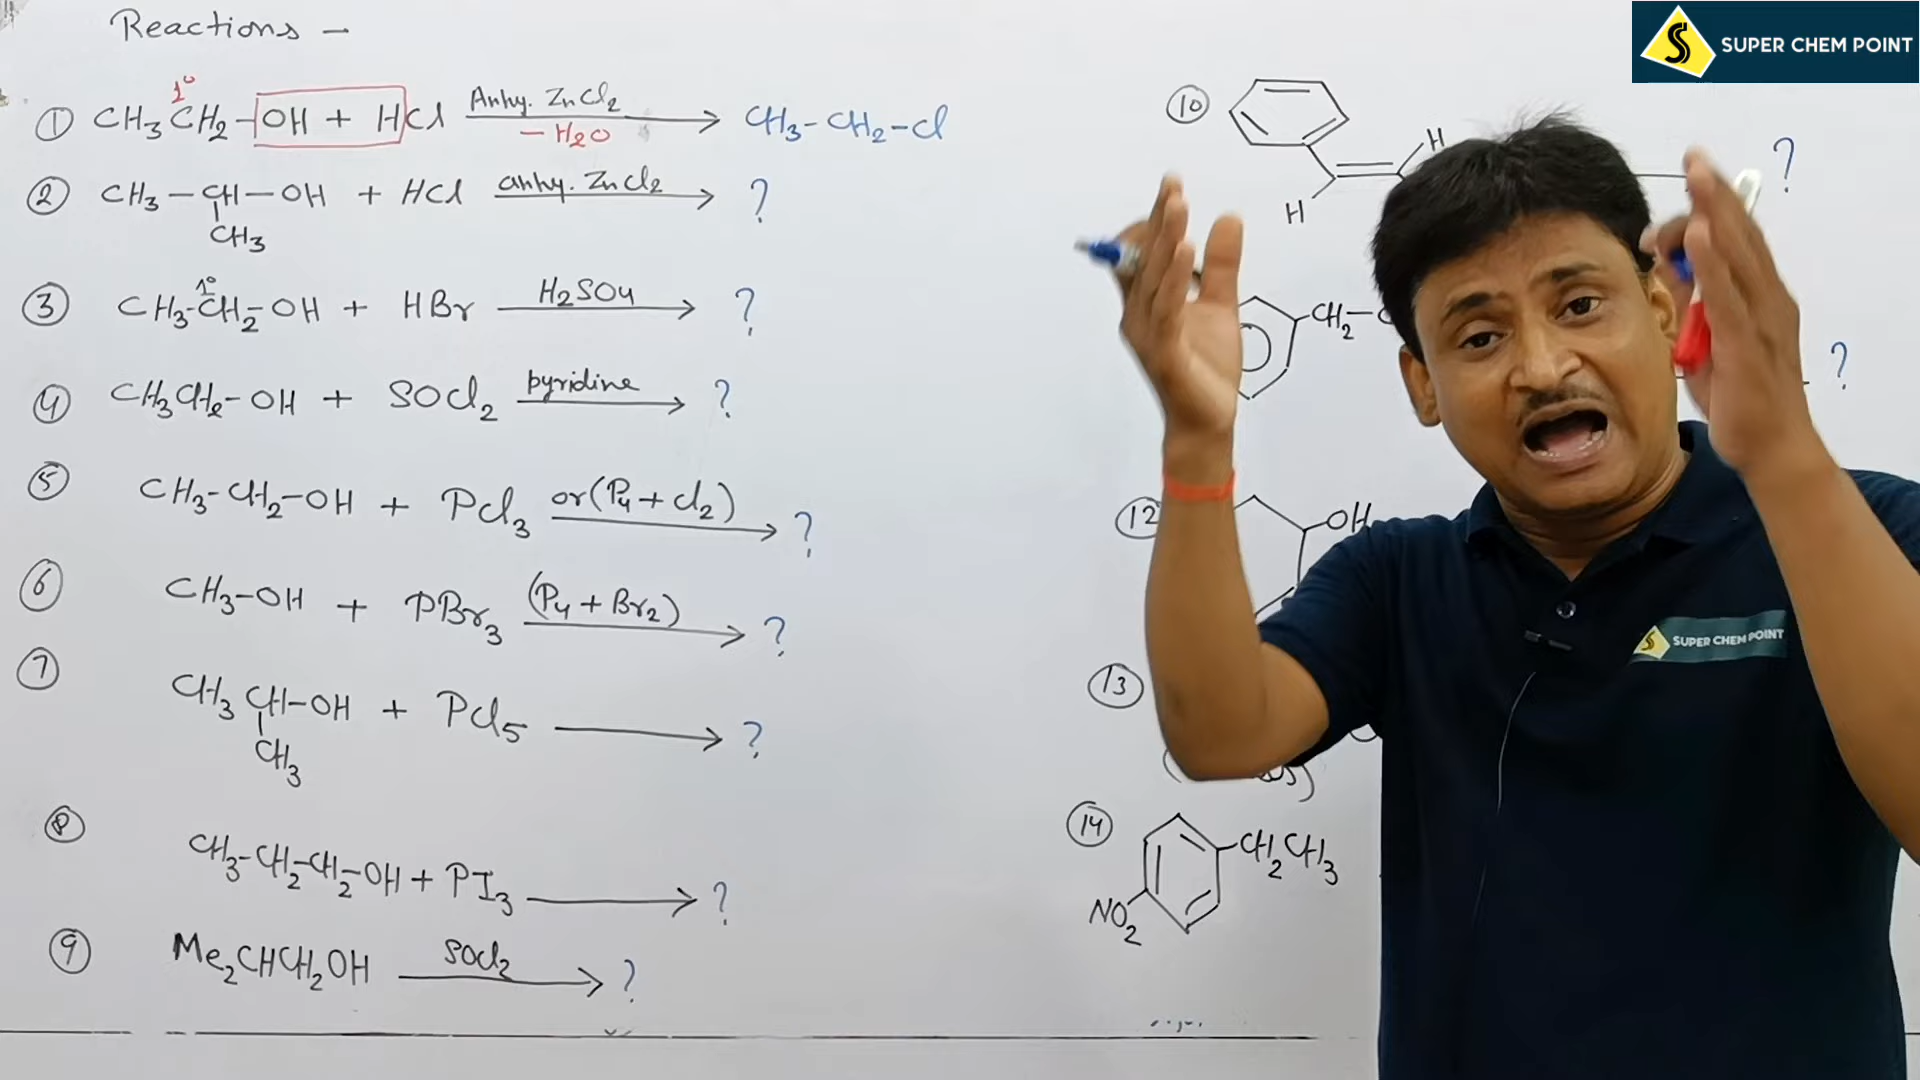 SUPER CHEM POINT
Reactions –
1°
① CH3CH2-OH + HCl Anhy. ZnCl2 – H2O → CH3-CH2-Cl
② CH3-CH-OH + HCl anhy. ZnCl2 → ?
CH3
1°
③ CH3-CH2-OH + HBr H2SO4 → ?
④ CH3CH2-OH + SOCl2 pyridine → ?
⑤ CH3-CH2-OH + PCl3 or (P4 + Cl2) → ?
⑥ CH3-OH + PBr3 (P4 + Br2) → ?
⑦ CH3CH-OH + PCl5 → ?
CH3
⑧ CH3-CH2-CH2-OH + PI3 → ?
⑨ Me2CHCH2OH SOCl2 → ?
⑩ H ?
H
CH2-
?
⑫ OH
⑬
⑭ CH2CH3
NO2
SUPER CHEM POINT